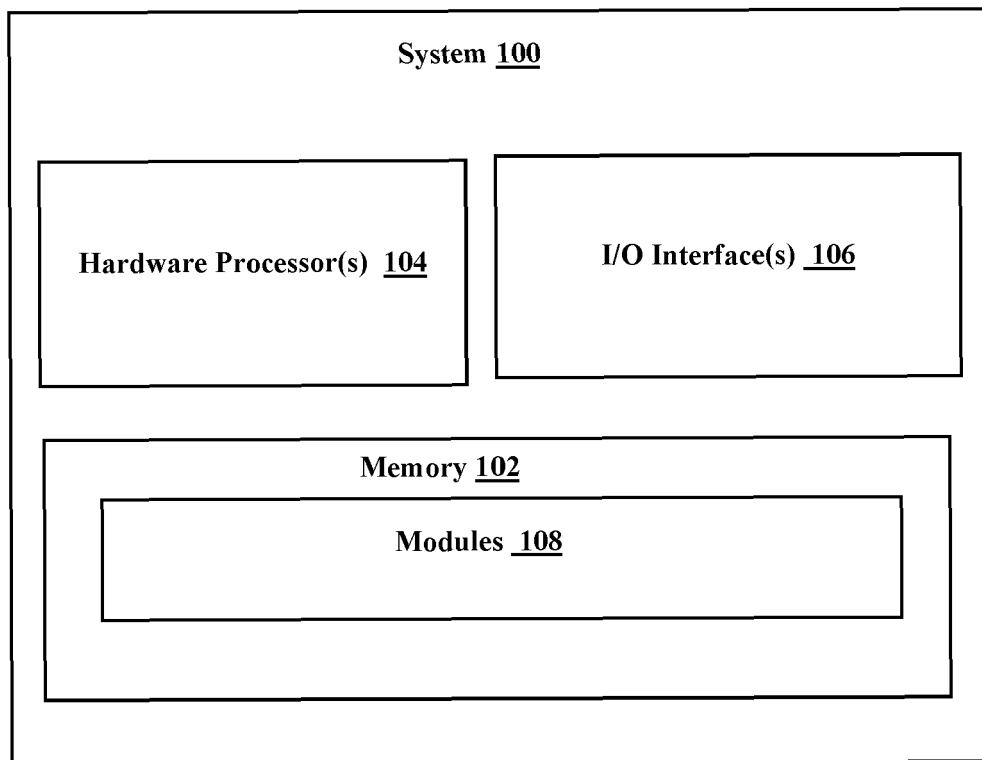 System 100
Hardware Processor(s) 104
I/O Interface(s) 106
Memory 102
Modules 108